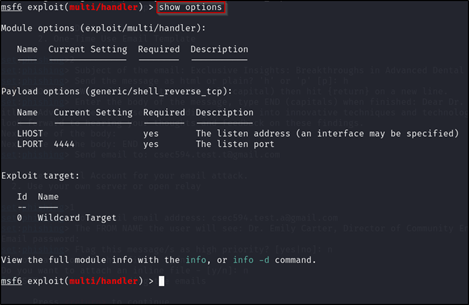 msf6 exploit(multi/handler) > show options
Module options (exploit/multi/handler):
Name Current Setting Required Description
---- --------------- -------- -----------
Payload options (generic/shell_reverse_tcp):
Name Current Setting Required Description
---- --------------- -------- -----------
LHOST yes The listen address (an interface may be specified)
LPORT 4444 yes The listen port
Exploit target:
Id Name
-- ----
0 Wildcard Target
View the full module info with the info, or info -d command.
msf6 exploit(multi/handler) >